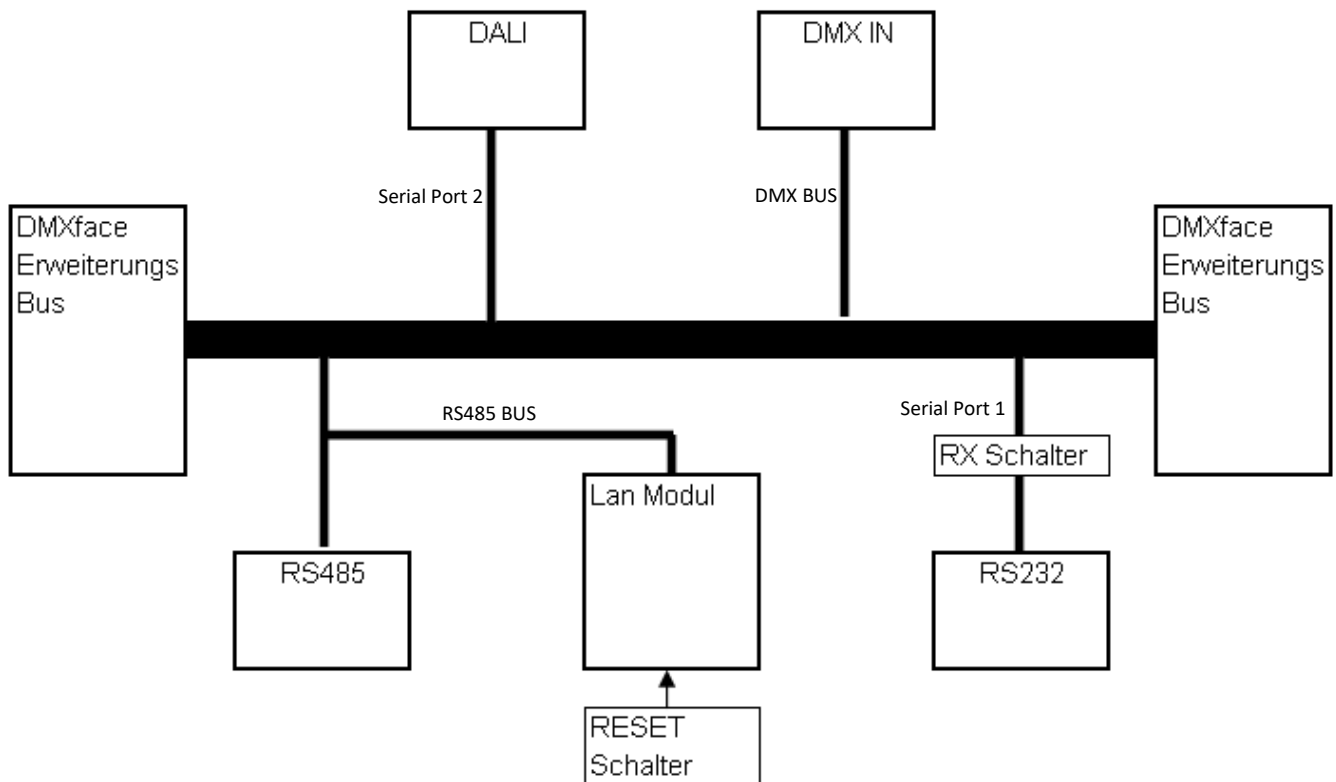 DALI
DMX IN
Serial Port 2
DMX BUS
DMXface
Erweiterungs
Bus
DMXface
Erweiterungs
Bus
RS485 BUS
Serial Port 1
RX Schalter
Lan Modul
RS485
RS232
RESET
Schalter